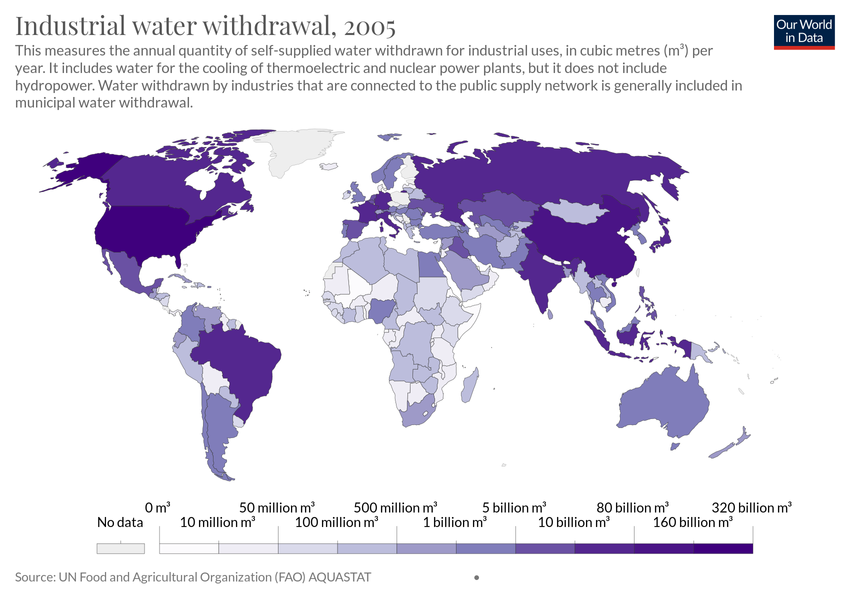 Industrial water withdrawal, 2005
Our World
in Data
This measures the annual quantity of self-supplied water withdrawn for industrial uses, in cubic metres (m³) per
year. It includes water for the cooling of thermoelectric and nuclear power plants, but it does not include
hydropower. Water withdrawn by industries that are connected to the public supply network is generally included in
municipal water withdrawal.
0 m³ 50 million m³ 500 million m³ 5 billion m³ 80 billion m³ 320 billion m³
No data 10 million m³ 100 million m³ 1 billion m³ 10 billion m³ 160 billion m³
Source: UN Food and Agricultural Organization (FAO) AQUASTAT